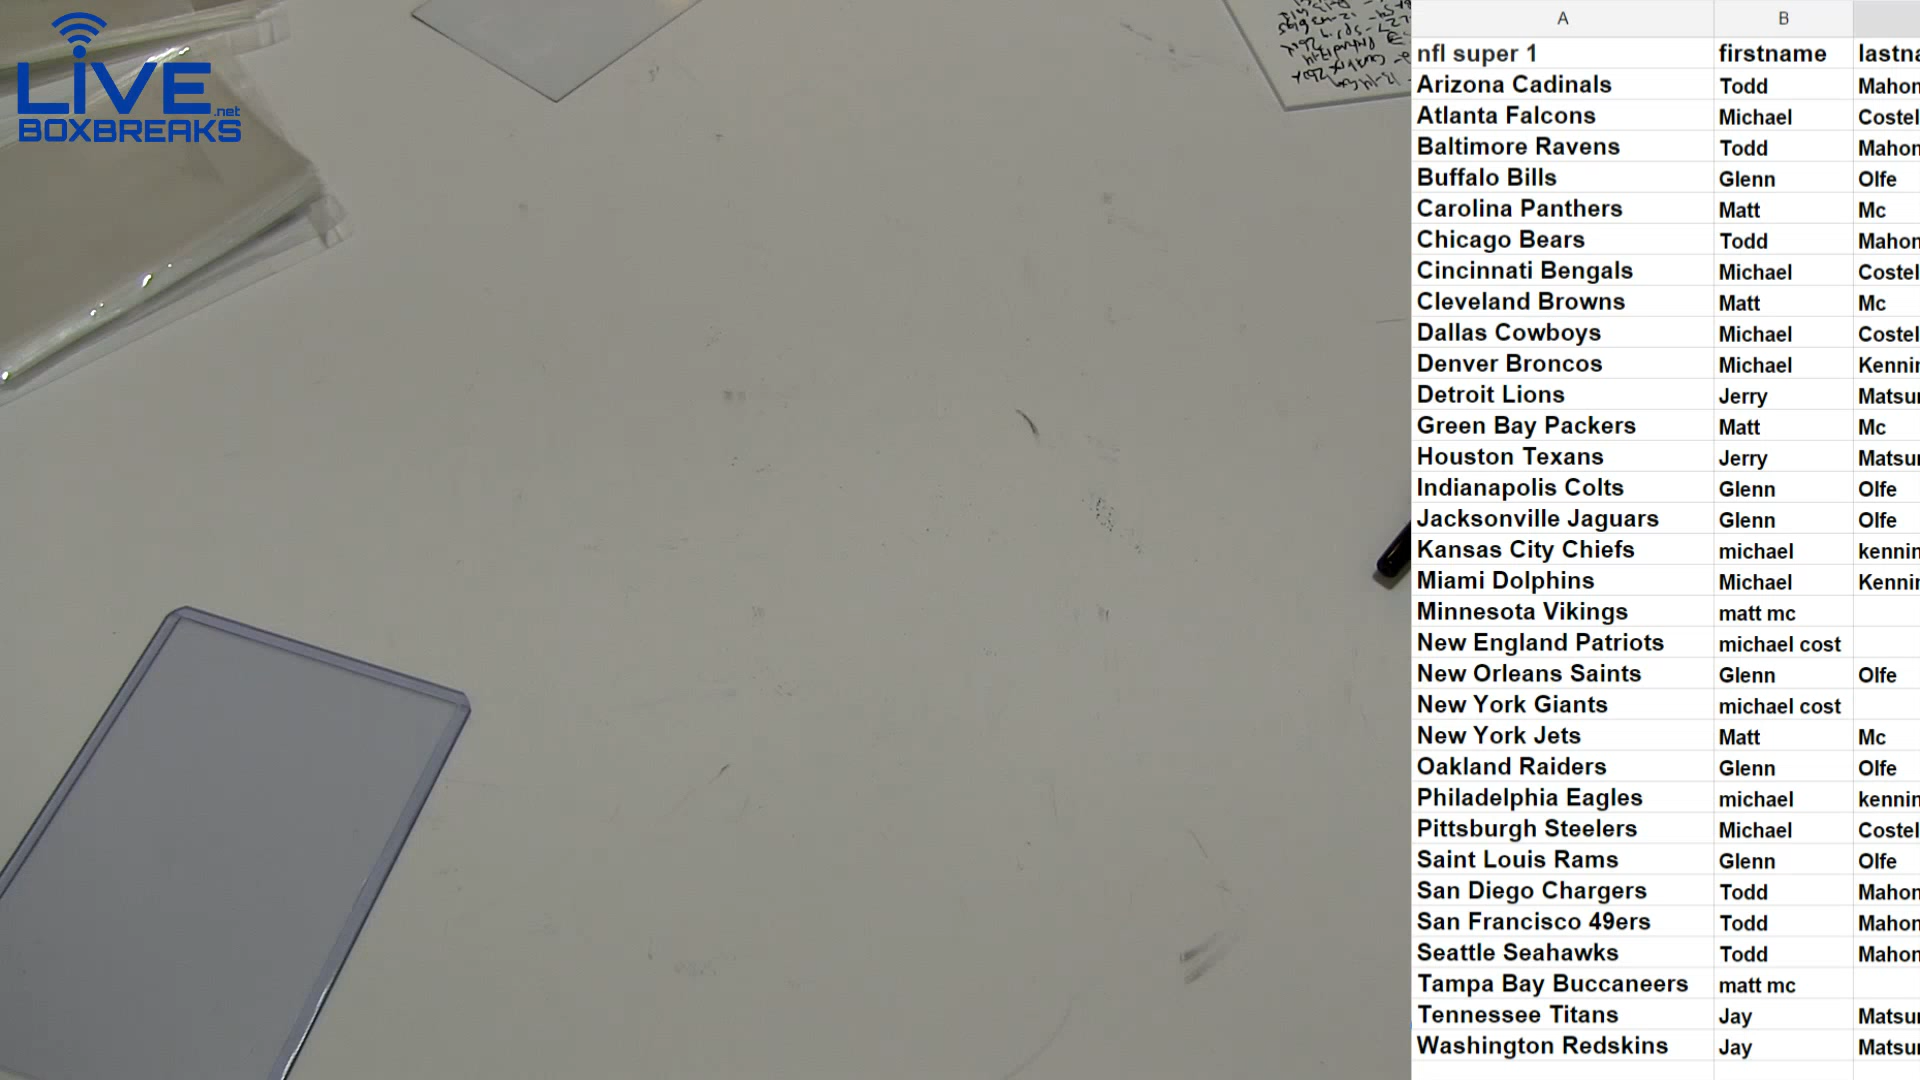 LIVE
.net
BOXBREAKS
A B
nfl super 1 firstname lastna
Arizona Cadinals Todd Mahon
Atlanta Falcons Michael Costel
Baltimore Ravens Todd Mahon
Buffalo Bills Glenn Olfe
Carolina Panthers Matt Mc
Chicago Bears Todd Mahon
Cincinnati Bengals Michael Costel
Cleveland Browns Matt Mc
Dallas Cowboys Michael Costel
Denver Broncos Michael Kennin
Detroit Lions Jerry Matsun
Green Bay Packers Matt Mc
Houston Texans Jerry Matsun
Indianapolis Colts Glenn Olfe
Jacksonville Jaguars Glenn Olfe
Kansas City Chiefs michael kennin
Miami Dolphins Michael Kennin
Minnesota Vikings matt mc
New England Patriots michael cost
New Orleans Saints Glenn Olfe
New York Giants michael cost
New York Jets Matt Mc
Oakland Raiders Glenn Olfe
Philadelphia Eagles michael kennin
Pittsburgh Steelers Michael Costel
Saint Louis Rams Glenn Olfe
San Diego Chargers Todd Mahon
San Francisco 49ers Todd Mahon
Seattle Seahawks Todd Mahon
Tampa Bay Buccaneers matt mc
Tennessee Titans Jay Matsun
Washington Redskins Jay Matsun